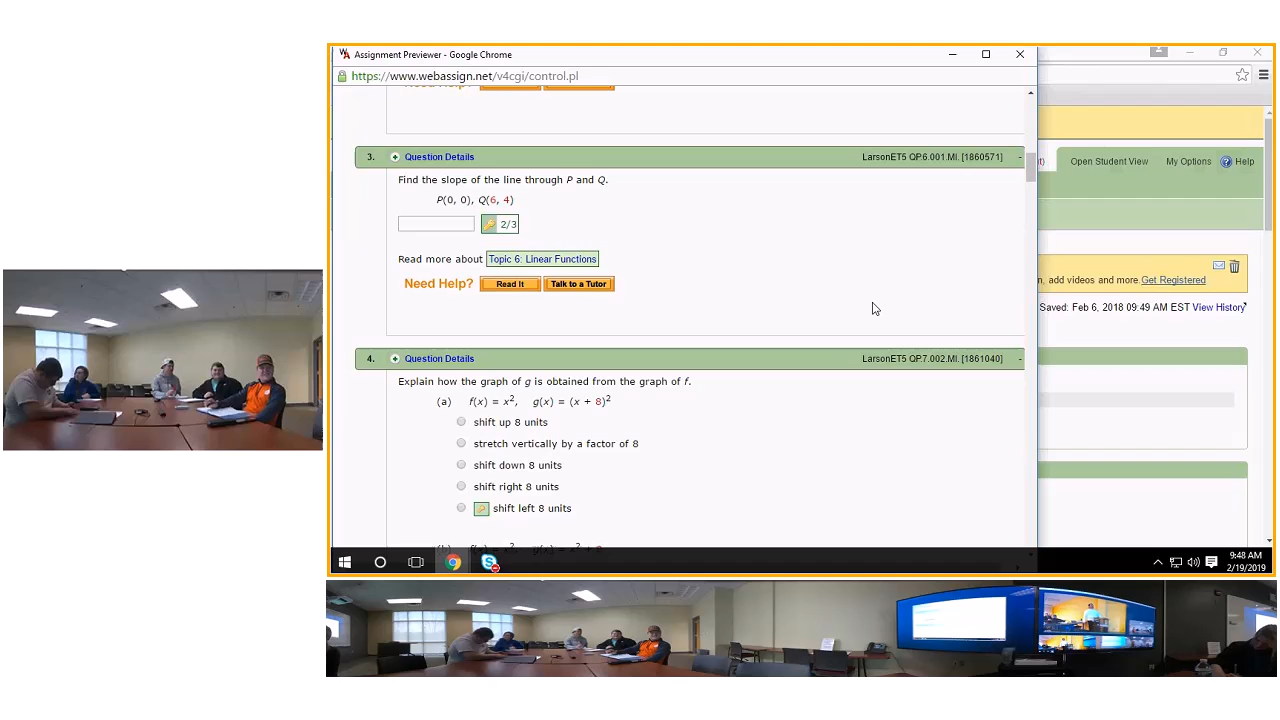 Assignment Previewer - Google Chrome
https://www.webassign.net/v4cgi/control.pl
Need Help?
3. Question Details LarsonET5 QP.6.001.MI. [1860571] -
Find the slope of the line through P and Q.
P(0, 0), Q(6, 4)
2/3
Read more about Topic 6: Linear Functions
Need Help? Read It Talk to a Tutor
4. Question Details LarsonET5 QP.7.002.MI. [1861040] -
Explain how the graph of g is obtained from the graph of f.
(a) f(x) = x², g(x) = (x + 8)²
shift up 8 units
stretch vertically by a factor of 8
shift down 8 units
shift right 8 units
shift left 8 units
(b) f(x) = x², g(x) = x² + 8
Open Student View My Options Help
n, add videos and more. Get Registered
Saved: Feb 6, 2018 09:49 AM EST View History
9:48 AM
2/19/2019